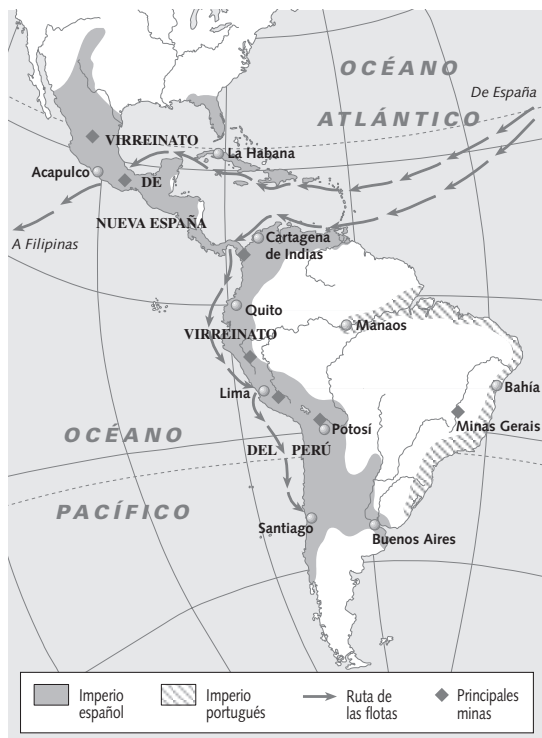 OCÉANO
ATLÁNTICO
De España
VIRREINATO
La Habana
Acapulco
DE
NUEVA ESPAÑA
A Filipinas
Cartagena
de Indias
Quito
Manaos
VIRREINATO
Lima
Bahía
Potosí
Minas Gerais
OCÉANO
DEL PERÚ
PACÍFICO
Santiago
Buenos Aires
Imperio
español
Imperio
portugués
Ruta de
las flotas
Principales
minas